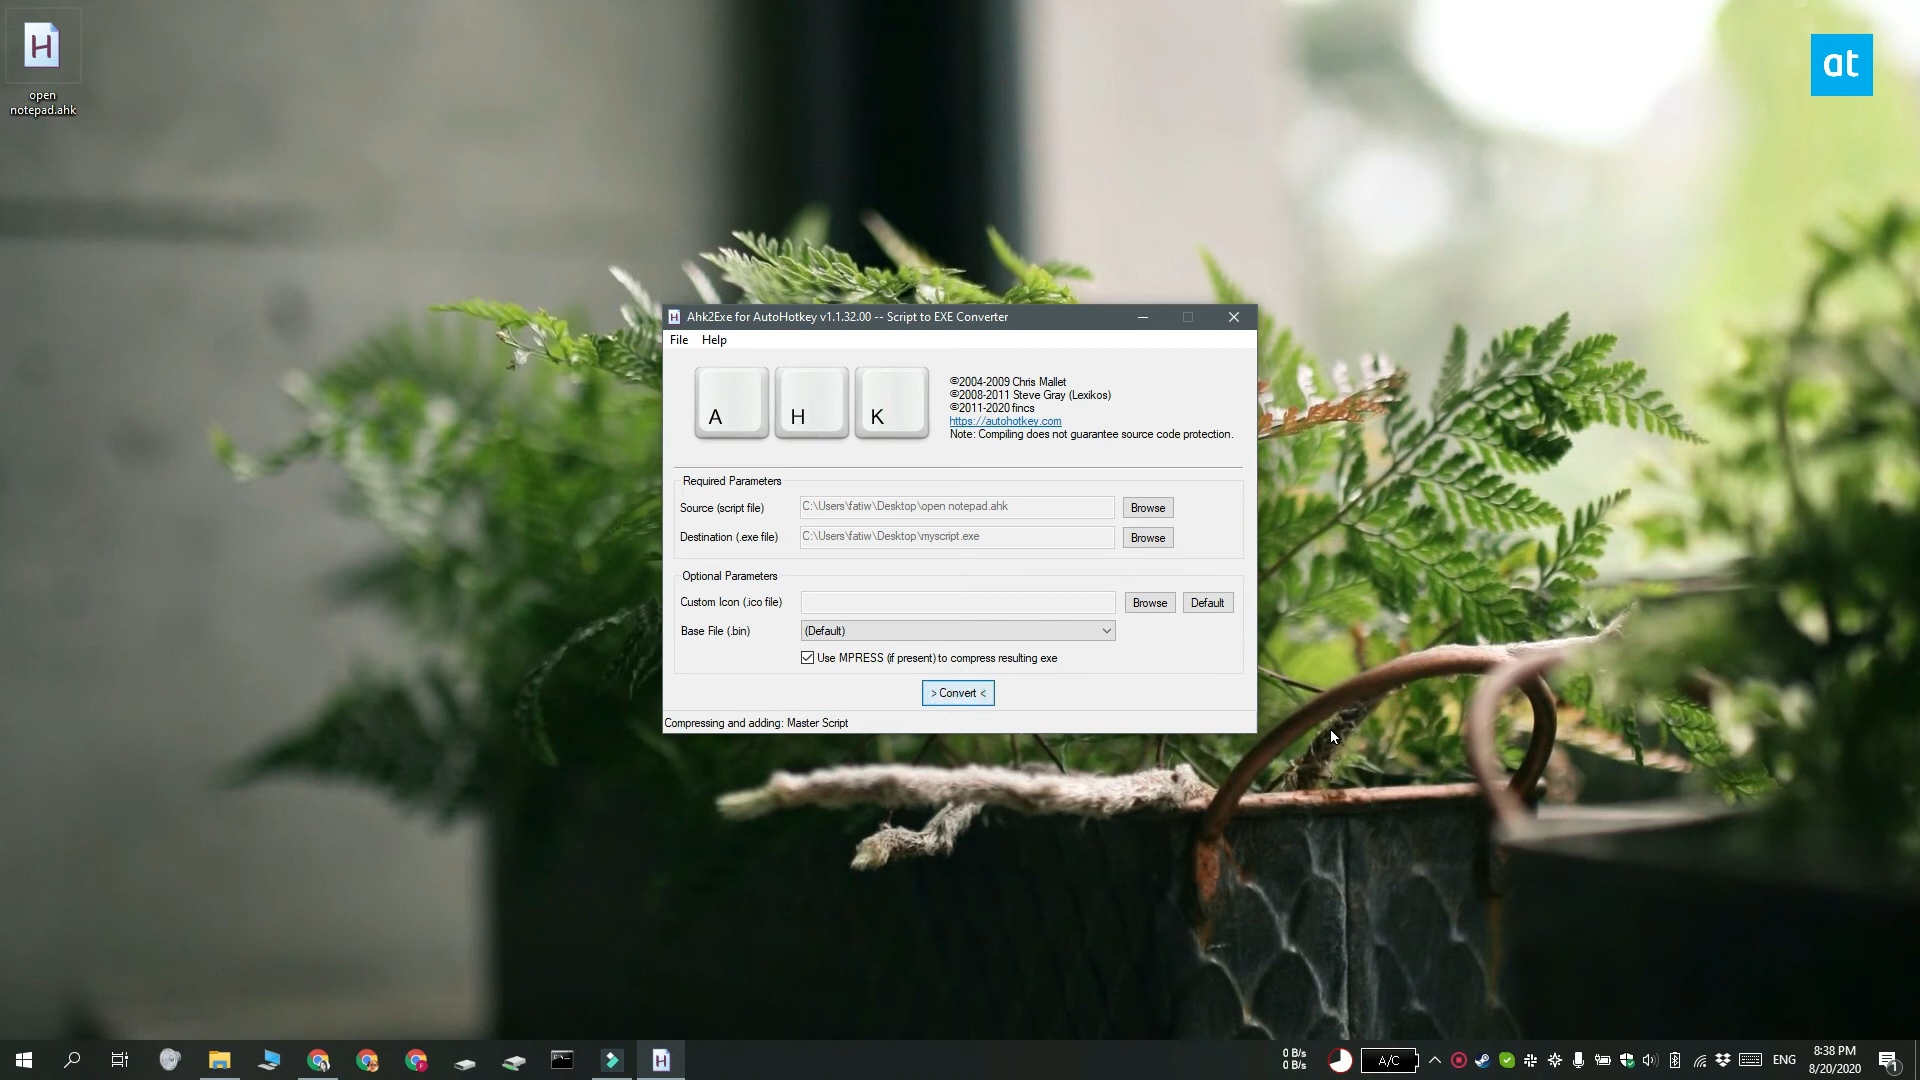 open
notepad.ahk
at
Ahk2Exe for AutoHotkey v1.1.32.00 -- Script to EXE Converter
File Help
A H K
©2004-2009 Chris Mallet
©2008-2011 Steve Gray (Lexikos)
©2011-2020 fincs
https://autohotkey.com
Note: Compiling does not guarantee source code protection.
Required Parameters
Source (script file) C:\Users\fatiw\Desktop\open notepad.ahk Browse
Destination (.exe file) C:\Users\fatiw\Desktop\myscript.exe Browse
Optional Parameters
Custom Icon (.ico file) Browse Default
Base File (.bin) (Default)
Use MPRESS (if present) to compress resulting exe
> Convert <
Compressing and adding: Master Script
0 B/s
0 B/s
A/C
ENG
8:38 PM
8/20/2020
1